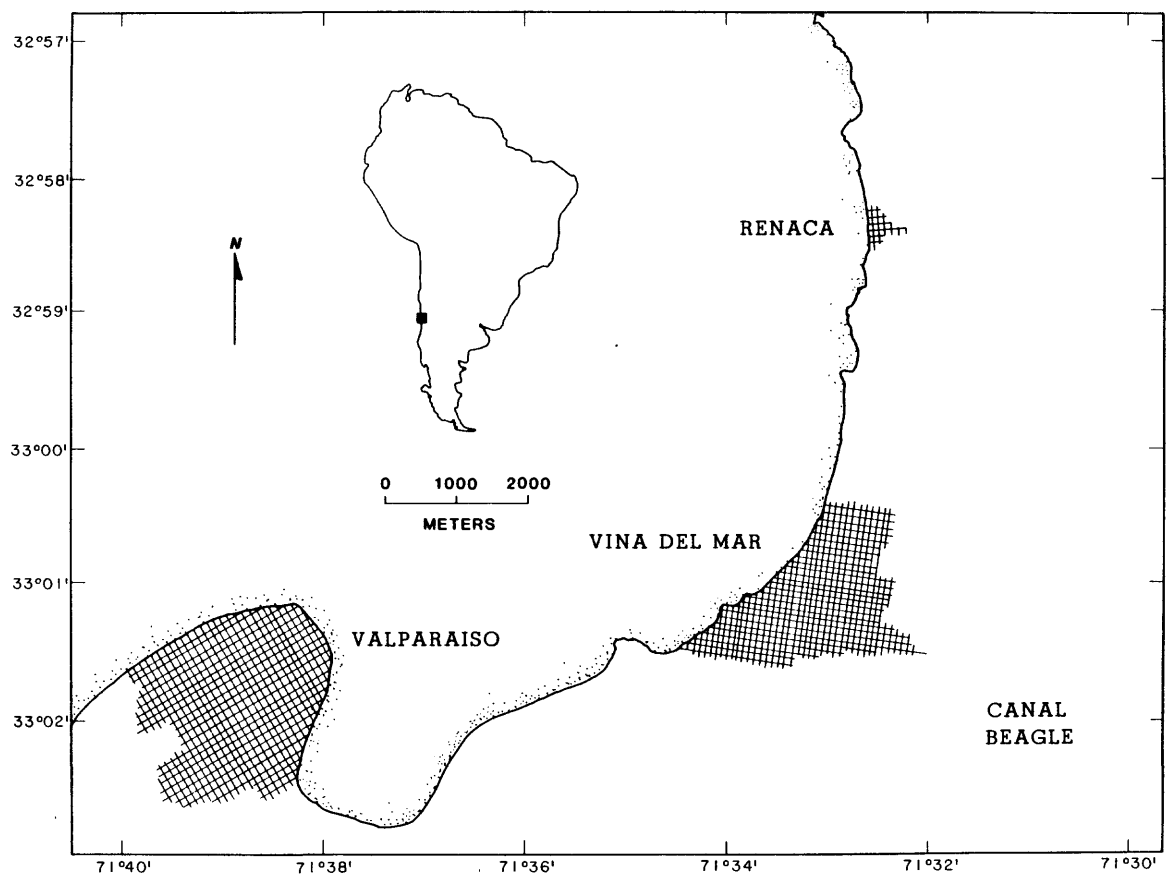 32°57'
32°58'
RENACA
N
32°59'
33°00'
0 1000 2000
METERS
VINA DEL MAR
33°01'
VALPARAISO
33°02'
CANAL
BEAGLE
71°40' 71°38' 71°36' 71°34' 71°32' 71°30'